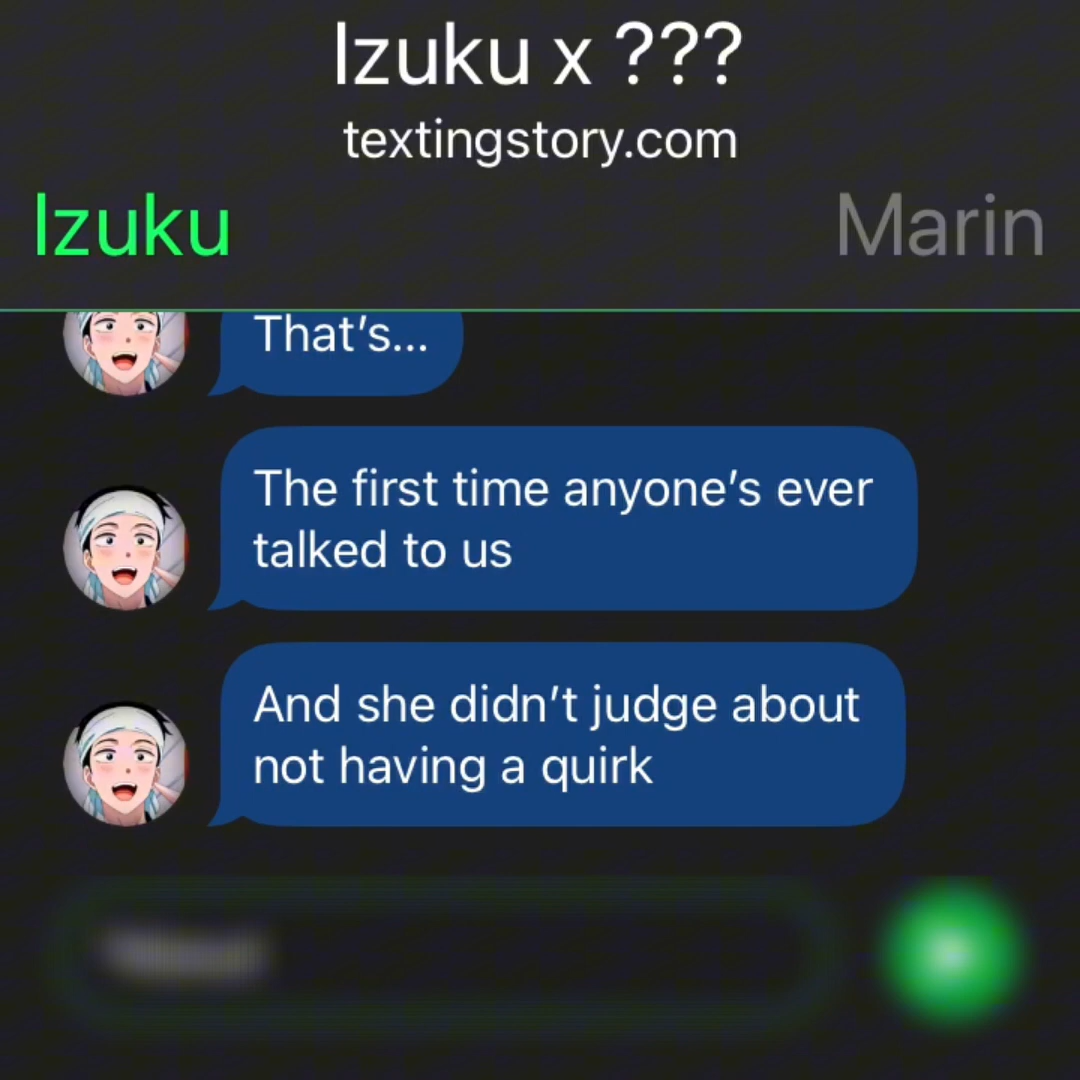 Izuku x ???
textingstory.com
Izuku
Marin
That’s...
The first time anyone’s ever
talked to us
And she didn’t judge about
not having a quirk